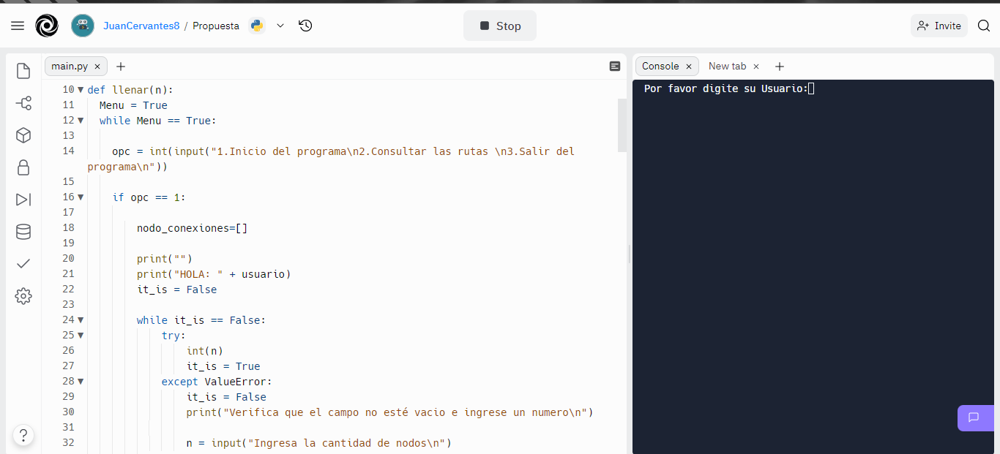 JuanCervantes8 / Propuesta
Stop
Invite
main.py × +
10 def llenar(n):
11 Menu = True
12 while Menu == True:
13
14 opc = int(input("1.Inicio del programa\n2.Consultar las rutas \n3.Salir del
programa\n"))
15
16 if opc == 1:
17
18 nodo_conexiones=[]
19
20 print("")
21 print("HOLA: " + usuario)
22 it_is = False
23
24 while it_is == False:
25 try:
26 int(n)
27 it_is = True
28 except ValueError:
29 it_is = False
30 print("Verifica que el campo no esté vacio e ingrese un numero\n")
31
32 n = input("Ingresa la cantidad de nodos\n")
?
Console × New tab × +
Por favor digite su Usuario: